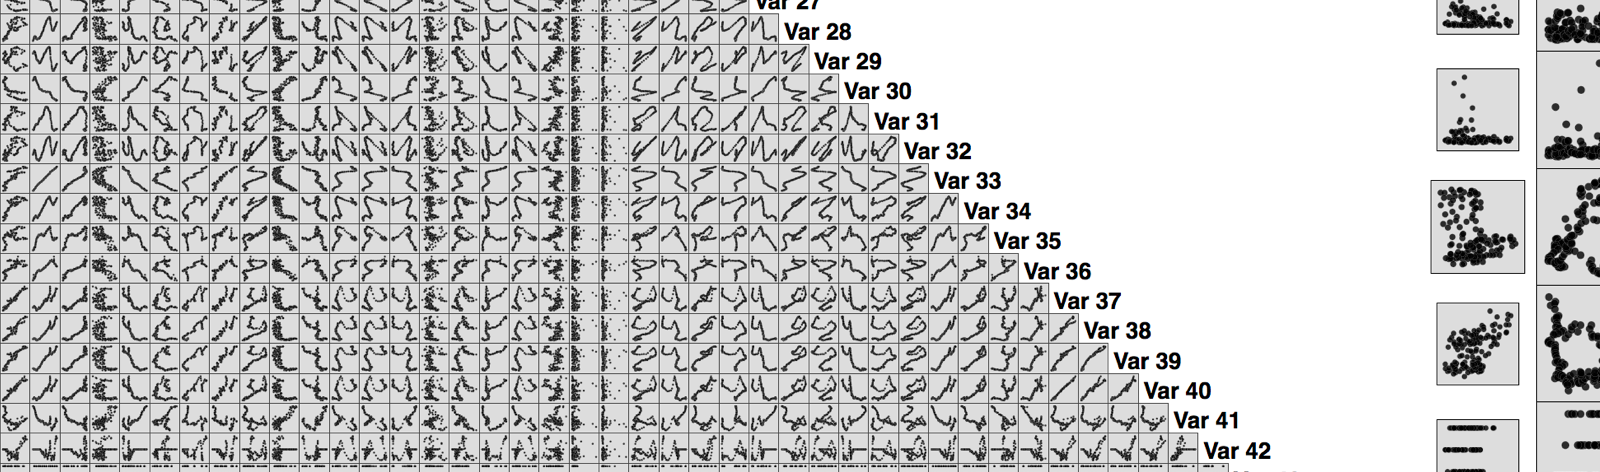 Var 27
Var 28
Var 29
Var 30
Var 31
Var 32
Var 33
Var 34
Var 35
Var 36
Var 37
Var 38
Var 39
Var 40
Var 41
Var 42